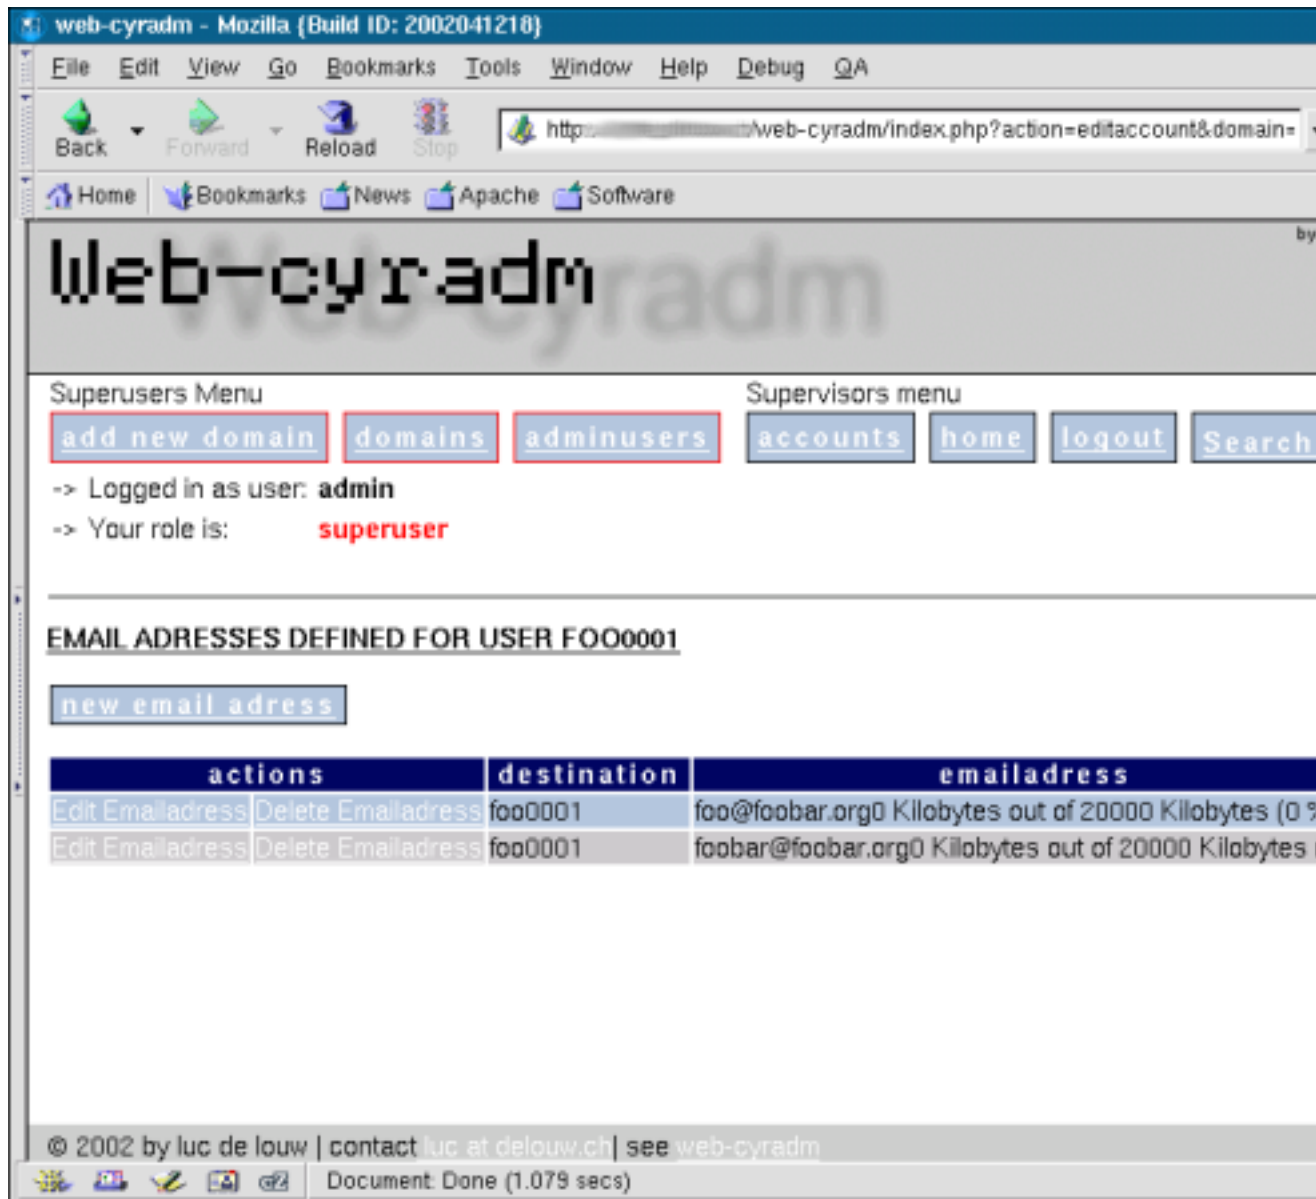 web-cyradm - Mozilla {Build ID: 2002041218}
File Edit View Go Bookmarks Tools Window Help Debug QA
Back Forward Reload Stop http: /web-cyradm/index.php?action=editaccount&domain=
Home Bookmarks News Apache Software
by
Web-cyradm
Web-cyradm
Superusers Menu Supervisors menu
add new domain domains adminusers accounts home logout Search
-> Logged in as user: admin
-> Your role is: superuser
EMAIL ADRESSES DEFINED FOR USER FOO0001
new email adress
actions destination emailadress
Edit Emailadress Delete Emailadress foo0001 foo@foobar.org0 Kilobytes out of 20000 Kilobytes (0 %
Edit Emailadress Delete Emailadress foo0001 foobar@foobar.org0 Kilobytes out of 20000 Kilobytes
© 2002 by luc de louw | contact luc at delouw.ch| see web-cyradm
Document: Done (1.079 secs)